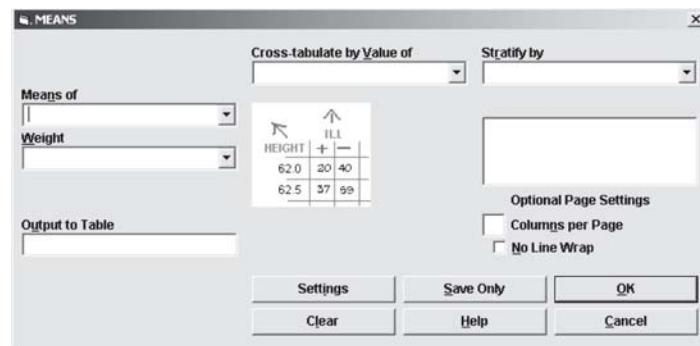 MEANS
Cross-tabulate by Value of
Stratify by
Means of
Weight
ILL
HEIGHT + —
62.0 20 40
62.5 37 59
Output to Table
Optional Page Settings
Columns per Page
No Line Wrap
Settings
Save Only
OK
Clear
Help
Cancel